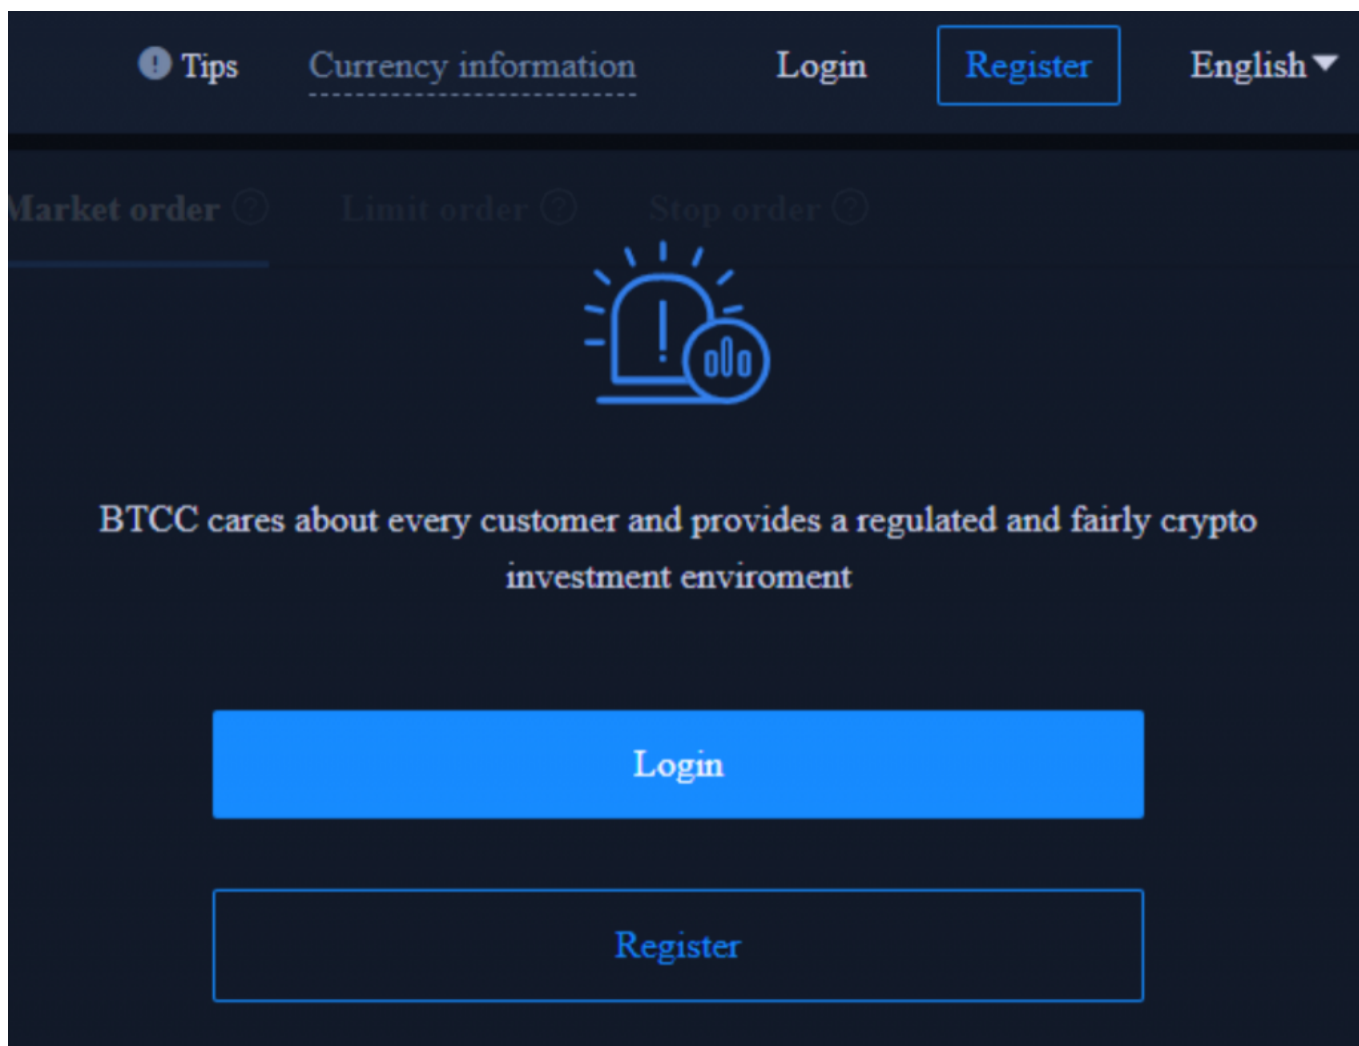 Tips Currency information Login Register English
Market order Limit order Stop order
BTCC cares about every customer and provides a regulated and fairly crypto
investment enviroment
Login
Register